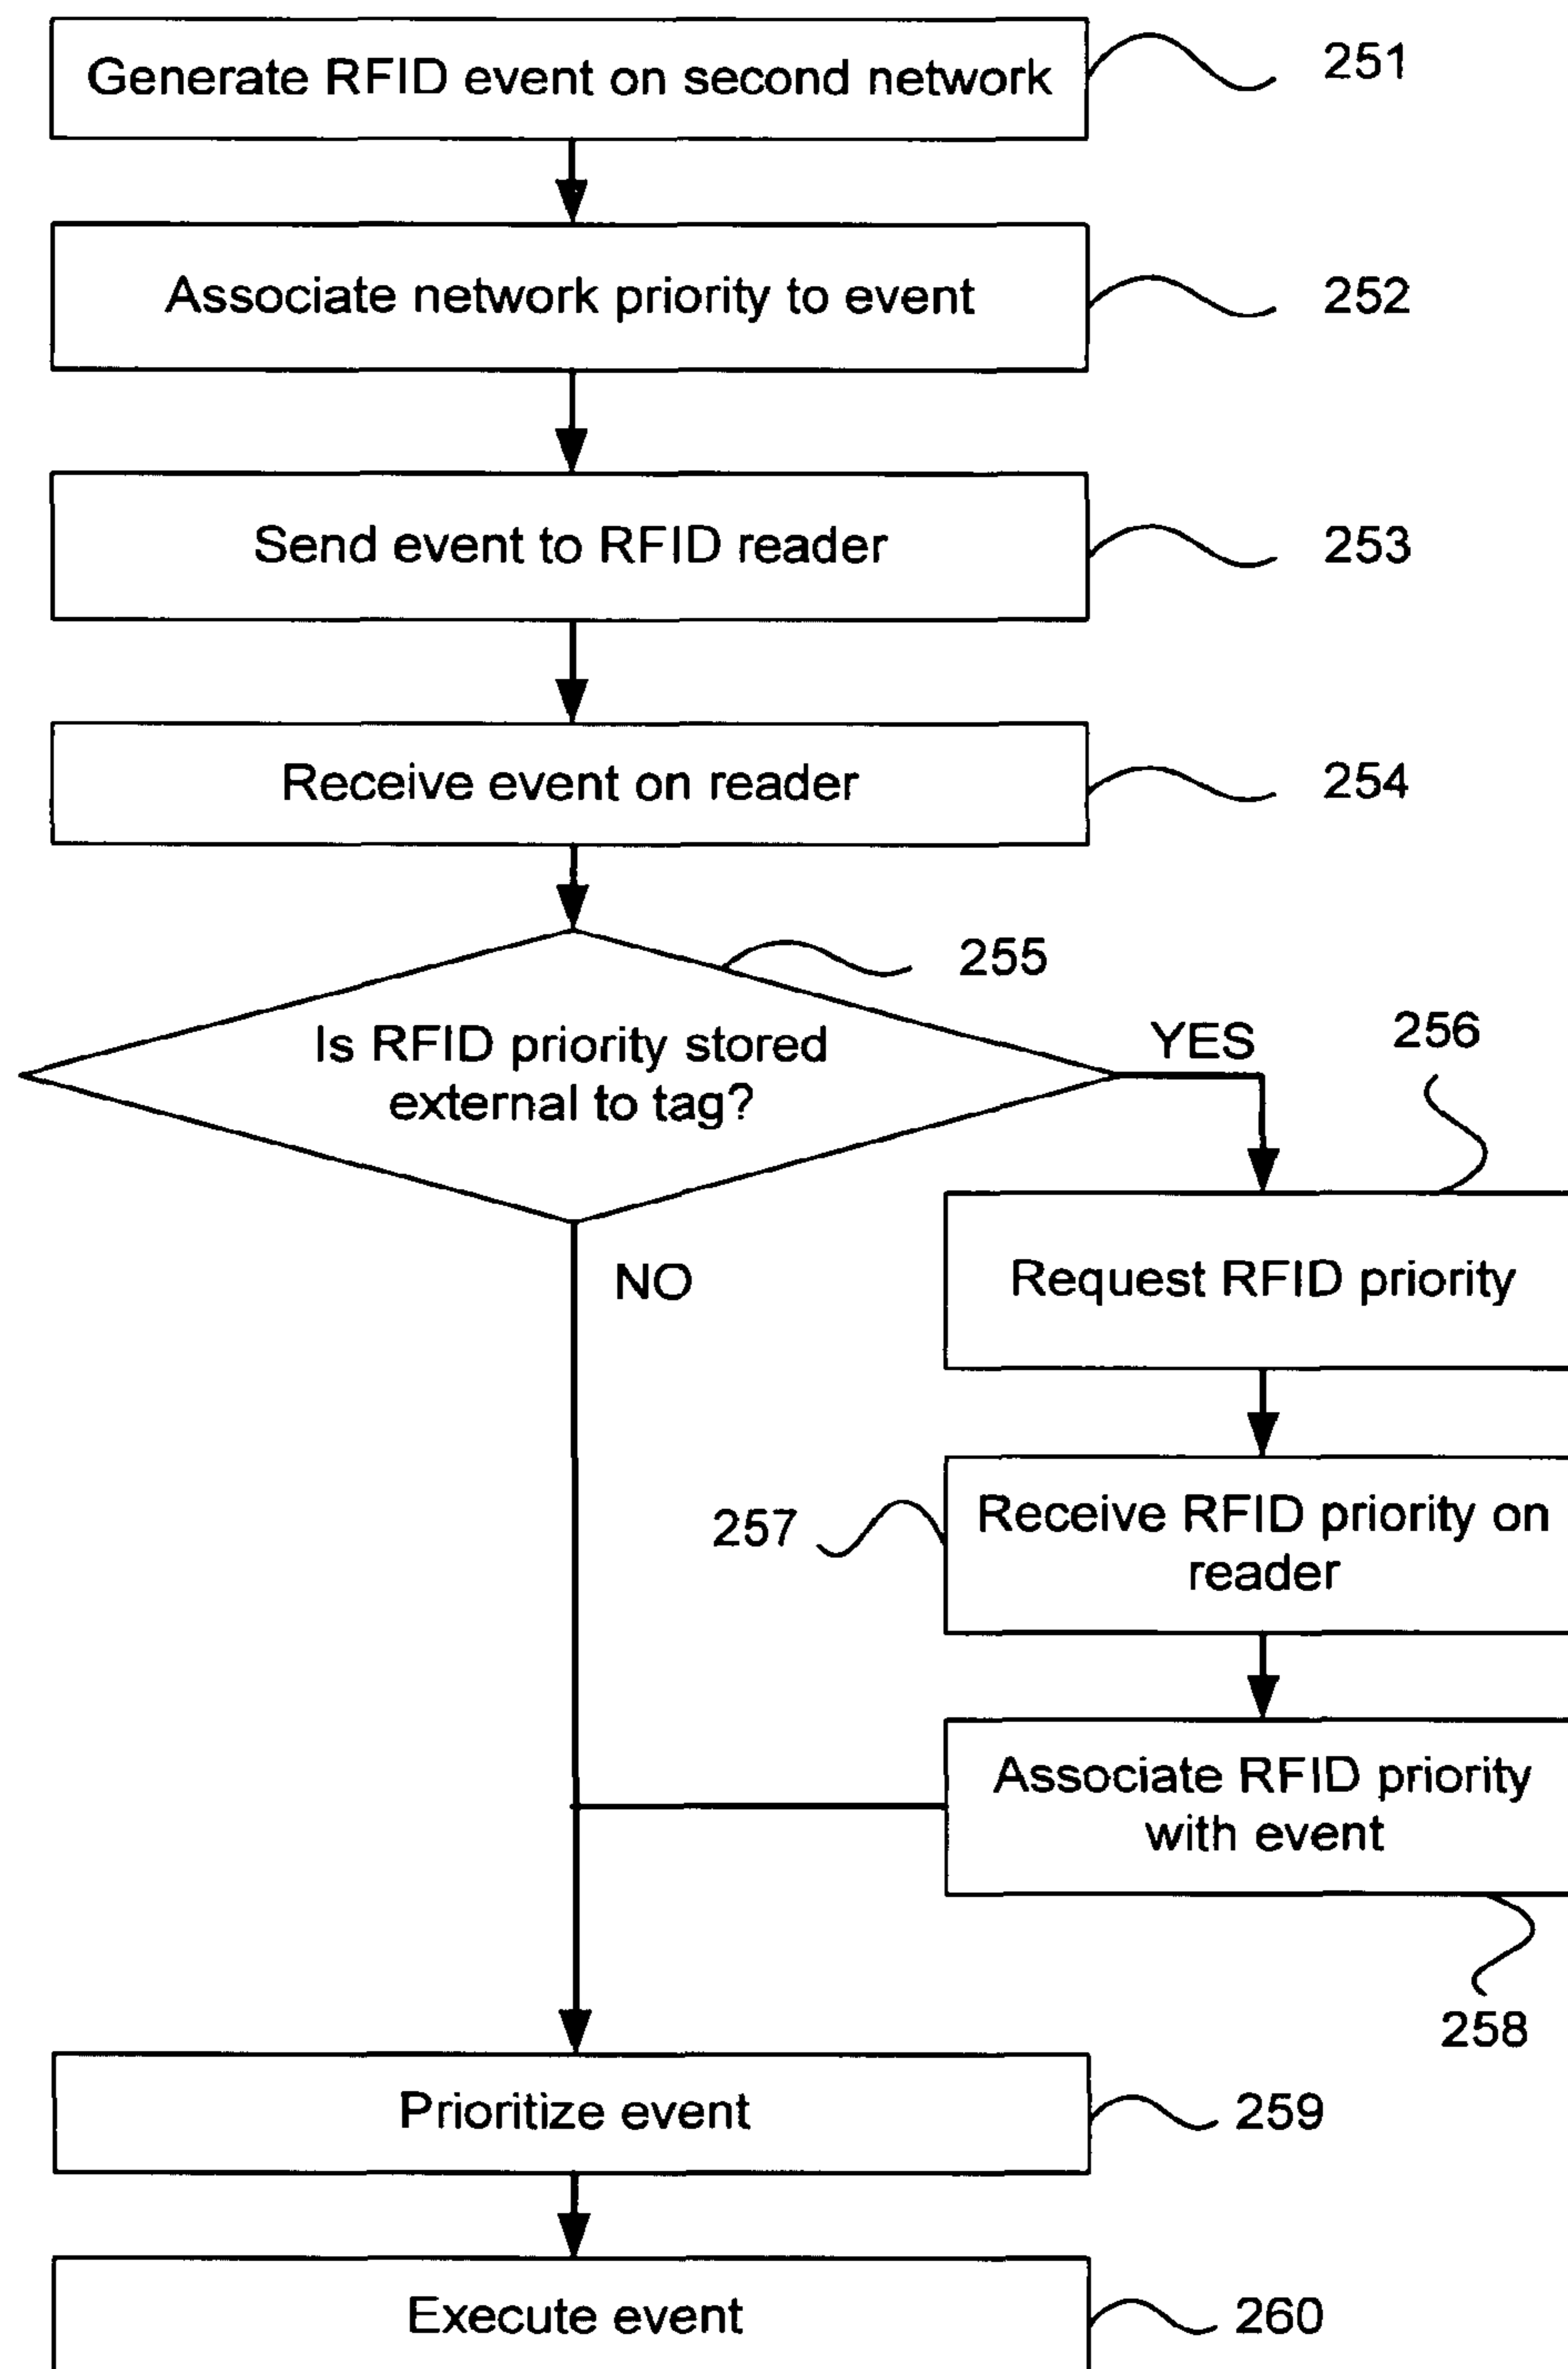 Generate RFID event on second network
251
Associate network priority to event
252
Send event to RFID reader
253
Receive event on reader
254
255
Is RFID priority stored
external to tag?
YES
256
NO
Request RFID priority
257
Receive RFID priority on
reader
Associate RFID priority
with event
258
Prioritize event
259
Execute event
260